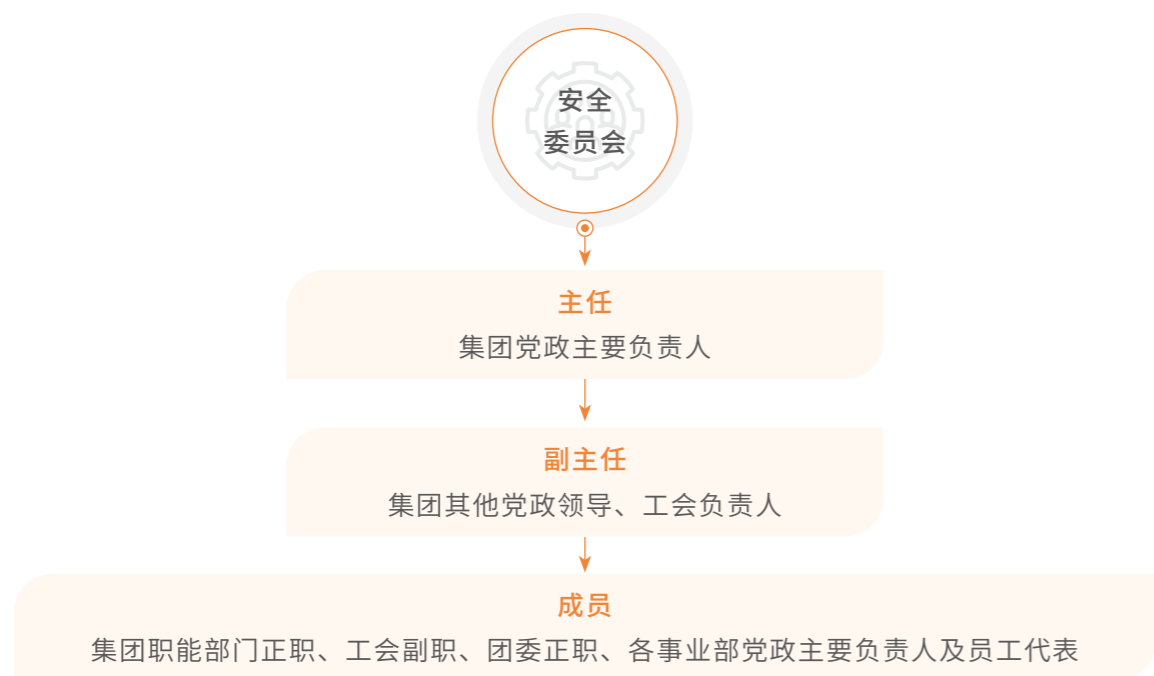 安全
委员会
主任
集团党政主要负责人
副主任
集团其他党政领导、工会负责人
成员
集团职能部门正职、工会副职、团委正职、各事业部党政主要负责人及员工代表